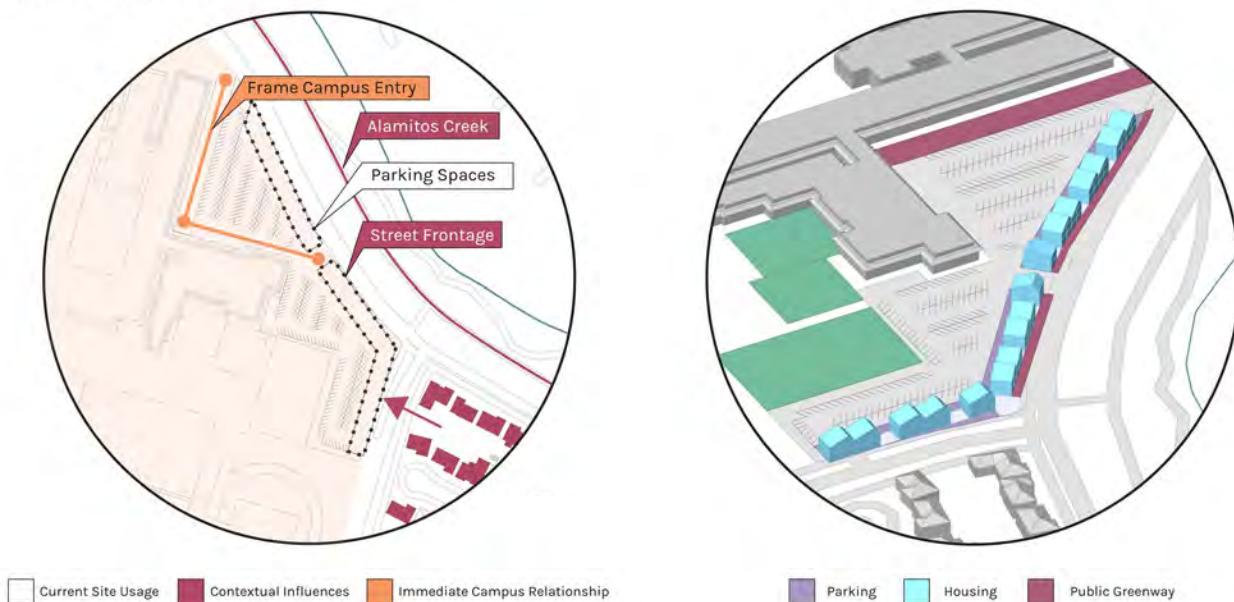 Frame Campus Entry
Alamitos Creek
Parking Spaces
Street Frontage
Current Site Usage
Contextual Influences
Immediate Campus Relationship
Parking
Housing
Public Greenway